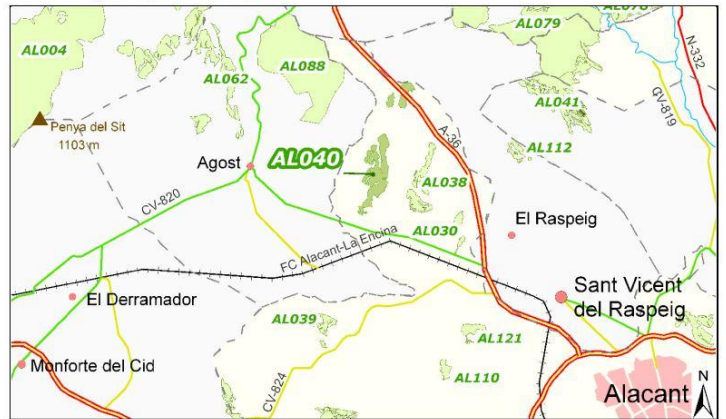 AL004
AL062
AL088
AL079
AL078
N-332
Penya del Sit
1103 m
A-36
AL041
CV-819
AL112
Agost
AL040
AL038
CV-820
AL030
El Raspeig
FC Alacant-La Encina
El Derramador
Sant Vicent
del Raspeig
AL039
AL121
Monforte del Cid
CV-824
AL110
Alacant
N